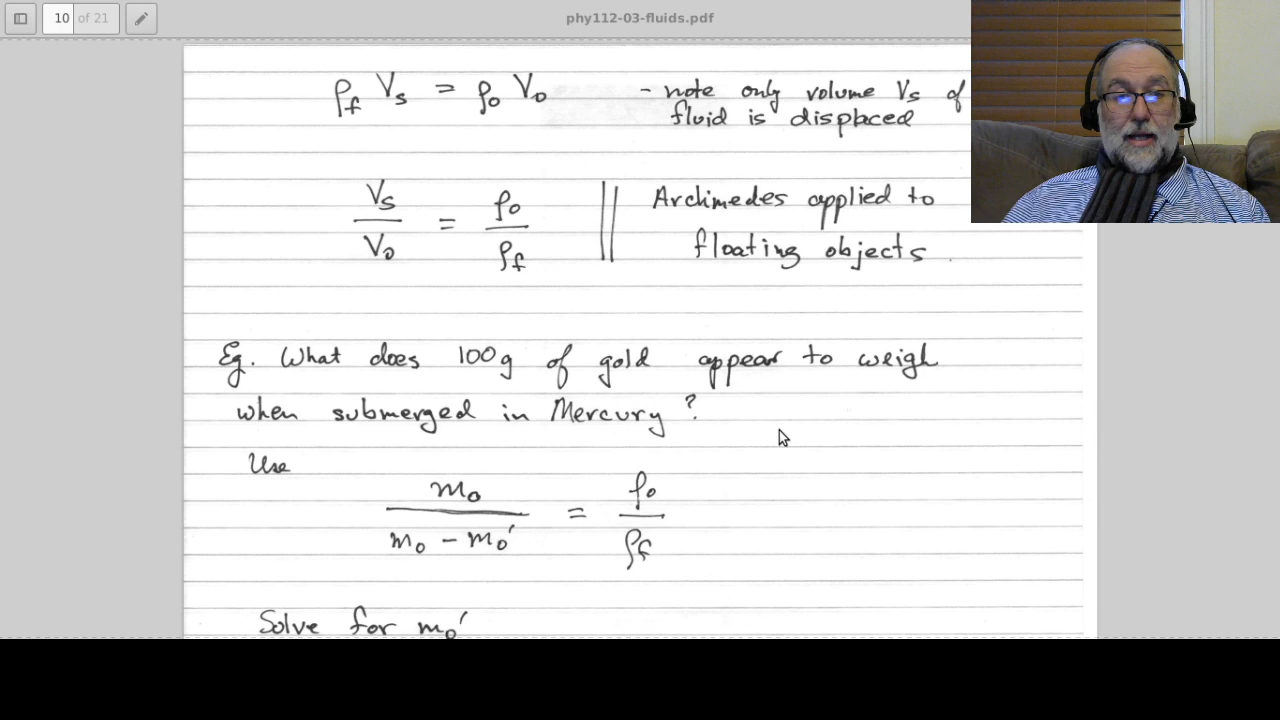 10 of 21
phy112-03-fluids.pdf
ρf Vs = ρo Vo - note only volume Vs of
fluid is displaced
Vs/Vo = ρo/ρf || Archimedes applied to
floating objects.
Eg. What does 100g of gold appear to weigh
when submerged in Mercury?
Use
mo/(mo - mo') = ρo/ρf
Solve for mo'